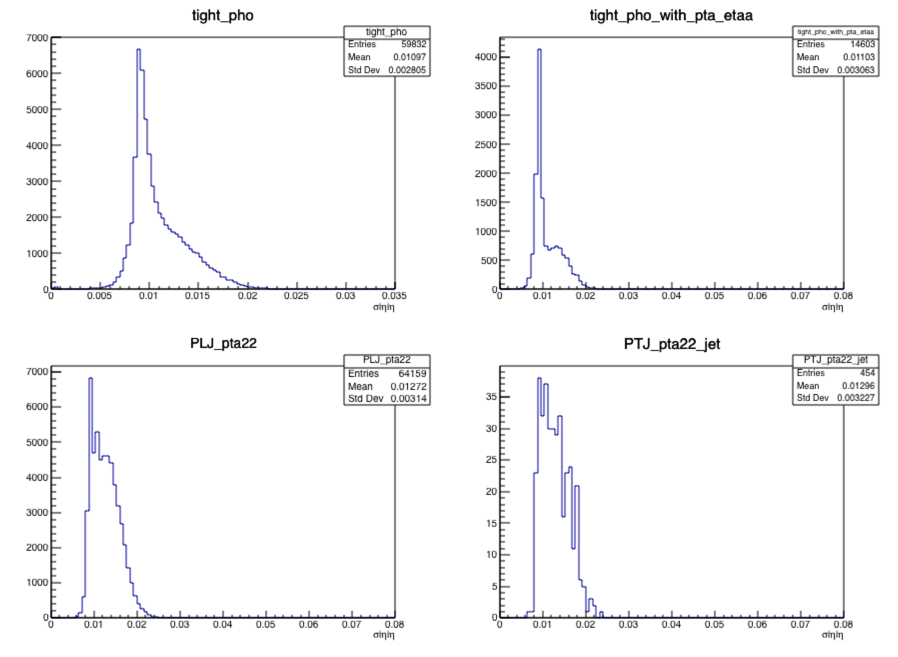 tight_pho
tight_pho
Entries 59832
Mean 0.01097
Std Dev 0.002805
7000
6000
5000
4000
3000
2000
1000
0
0 0.005 0.01 0.015 0.02 0.025 0.03 0.035
σiηiη
tight_pho_with_pta_etaa
tight_pho_with_pta_etaa
Entries 14603
Mean 0.01103
Std Dev 0.003063
4000
3500
3000
2500
2000
1500
1000
500
0
0 0.01 0.02 0.03 0.04 0.05 0.06 0.07 0.08
σiηiη
PLJ_pta22
PLJ_pta22
Entries 64159
Mean 0.01272
Std Dev 0.00314
7000
6000
5000
4000
3000
2000
1000
0
0 0.01 0.02 0.03 0.04 0.05 0.06 0.07 0.08
σiηiη
PTJ_pta22_jet
PTJ_pta22_jet
Entries 454
Mean 0.01296
Std Dev 0.003227
35
30
25
20
15
10
5
0
0 0.01 0.02 0.03 0.04 0.05 0.06 0.07 0.08
σiηiη